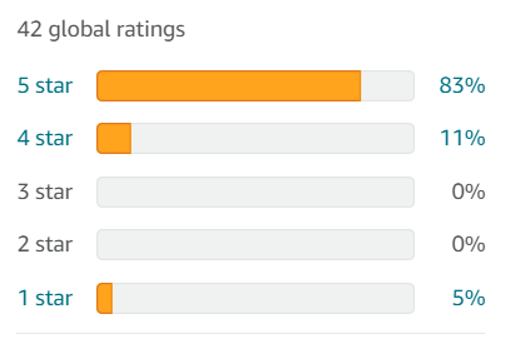 42 global ratings
5 star 83%
4 star 11%
3 star 0%
2 star 0%
1 star 5%